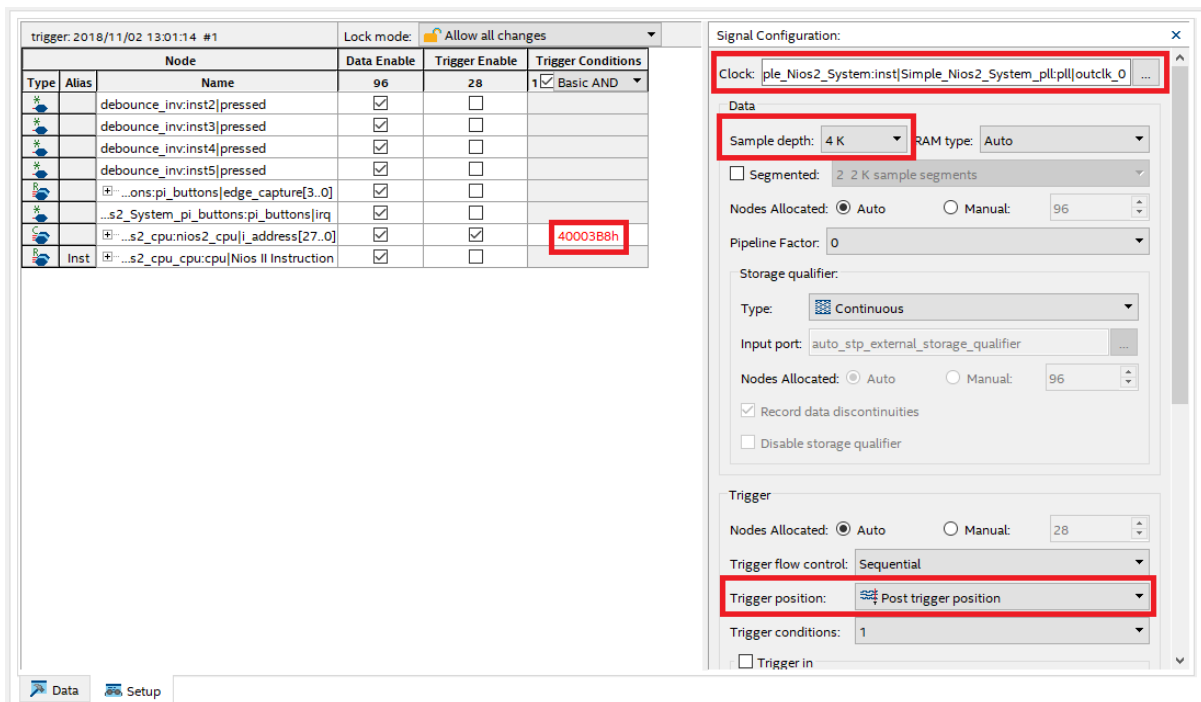 trigger: 2018/11/02 13:01:14 #1 Lock mode: Allow all changes
Node Data Enable Trigger Enable Trigger Conditions
Type Alias Name 96 28 1 Basic AND
debounce_inv:inst2|pressed
debounce_inv:inst3|pressed
debounce_inv:inst4|pressed
debounce_inv:inst5|pressed
...ons:pi_buttons|edge_capture[3..0]
...s2_System_pi_buttons:pi_buttons|irq
...s2_cpu:nios2_cpu|i_address[27..0] 40003B8h
Inst ...s2_cpu_cpu:cpu|Nios II Instruction
Data Setup
Signal Configuration:
Clock: ple_Nios2_System:inst|Simple_Nios2_System_pll:pll|outclk_0 ...
Data
Sample depth: 4 K RAM type: Auto
Segmented: 2 2 K sample segments
Nodes Allocated: Auto Manual: 96
Pipeline Factor: 0
Storage qualifier:
Type: Continuous
Input port: auto_stp_external_storage_qualifier ...
Nodes Allocated: Auto Manual: 96
Record data discontinuities
Disable storage qualifier
Trigger
Nodes Allocated: Auto Manual: 28
Trigger flow control: Sequential
Trigger position: Post trigger position
Trigger conditions: 1
Trigger in